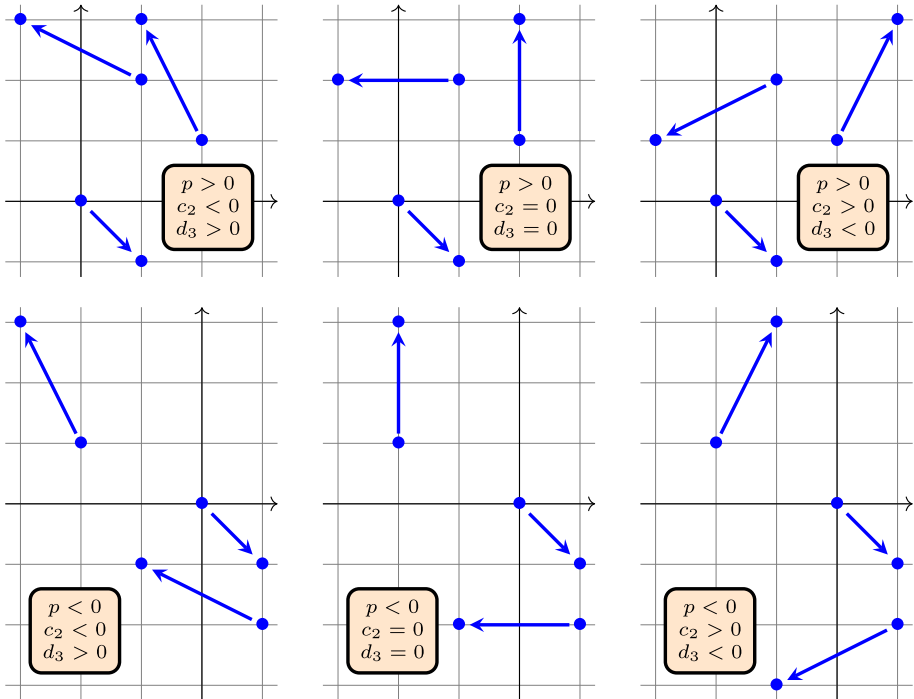 p > 0
c₂ < 0
d₃ > 0
p > 0
c₂ = 0
d₃ = 0
p > 0
c₂ > 0
d₃ < 0
p < 0
c₂ < 0
d₃ > 0
p < 0
c₂ = 0
d₃ = 0
p < 0
c₂ > 0
d₃ < 0